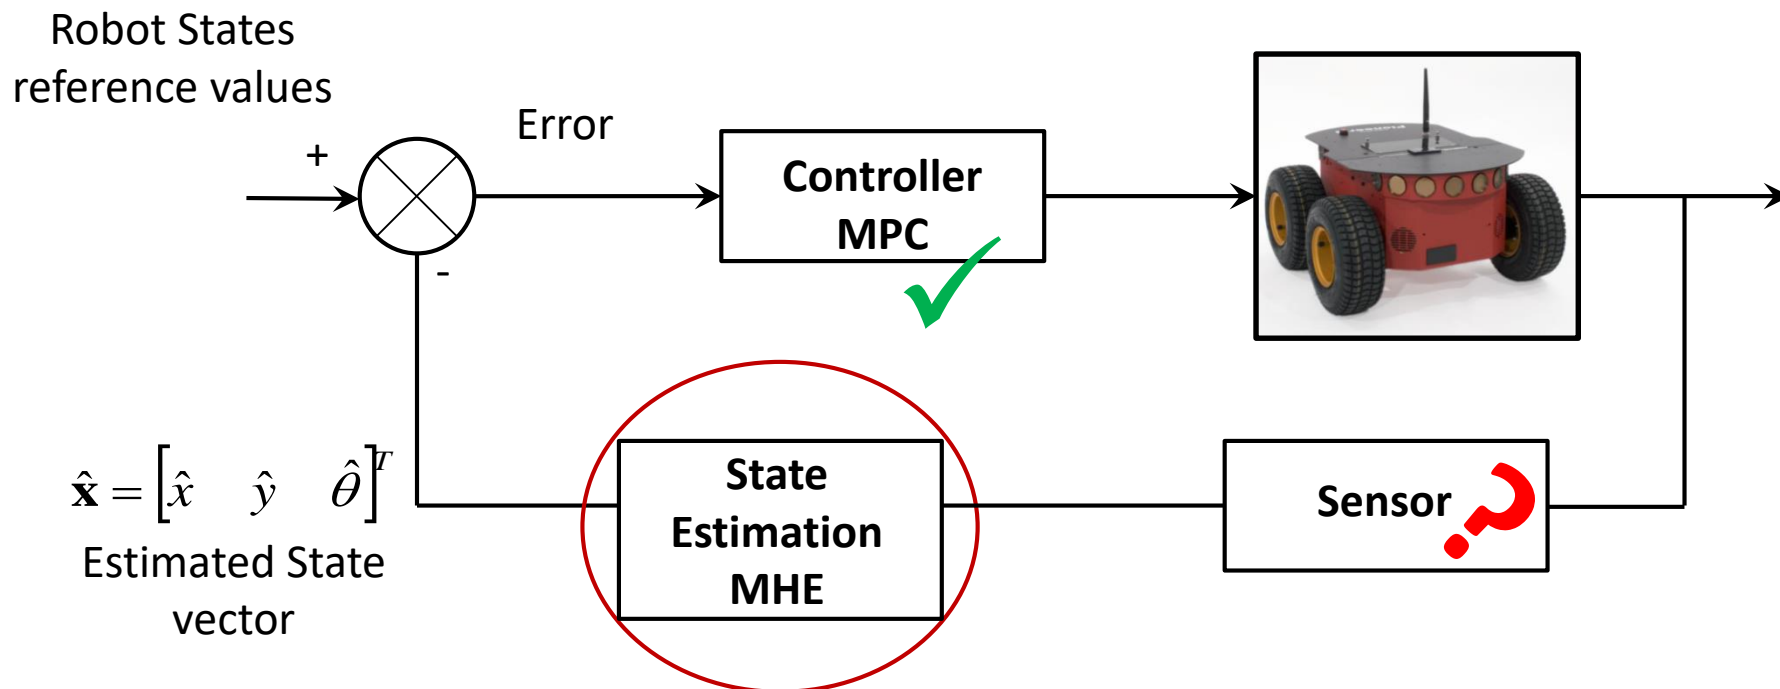 Robot States
reference values
+
Error
Controller
MPC
-
State
Estimation
MHE
Sensor
?
x̂ = [x̂ ŷ θ̂]ᵀ
Estimated State
vector